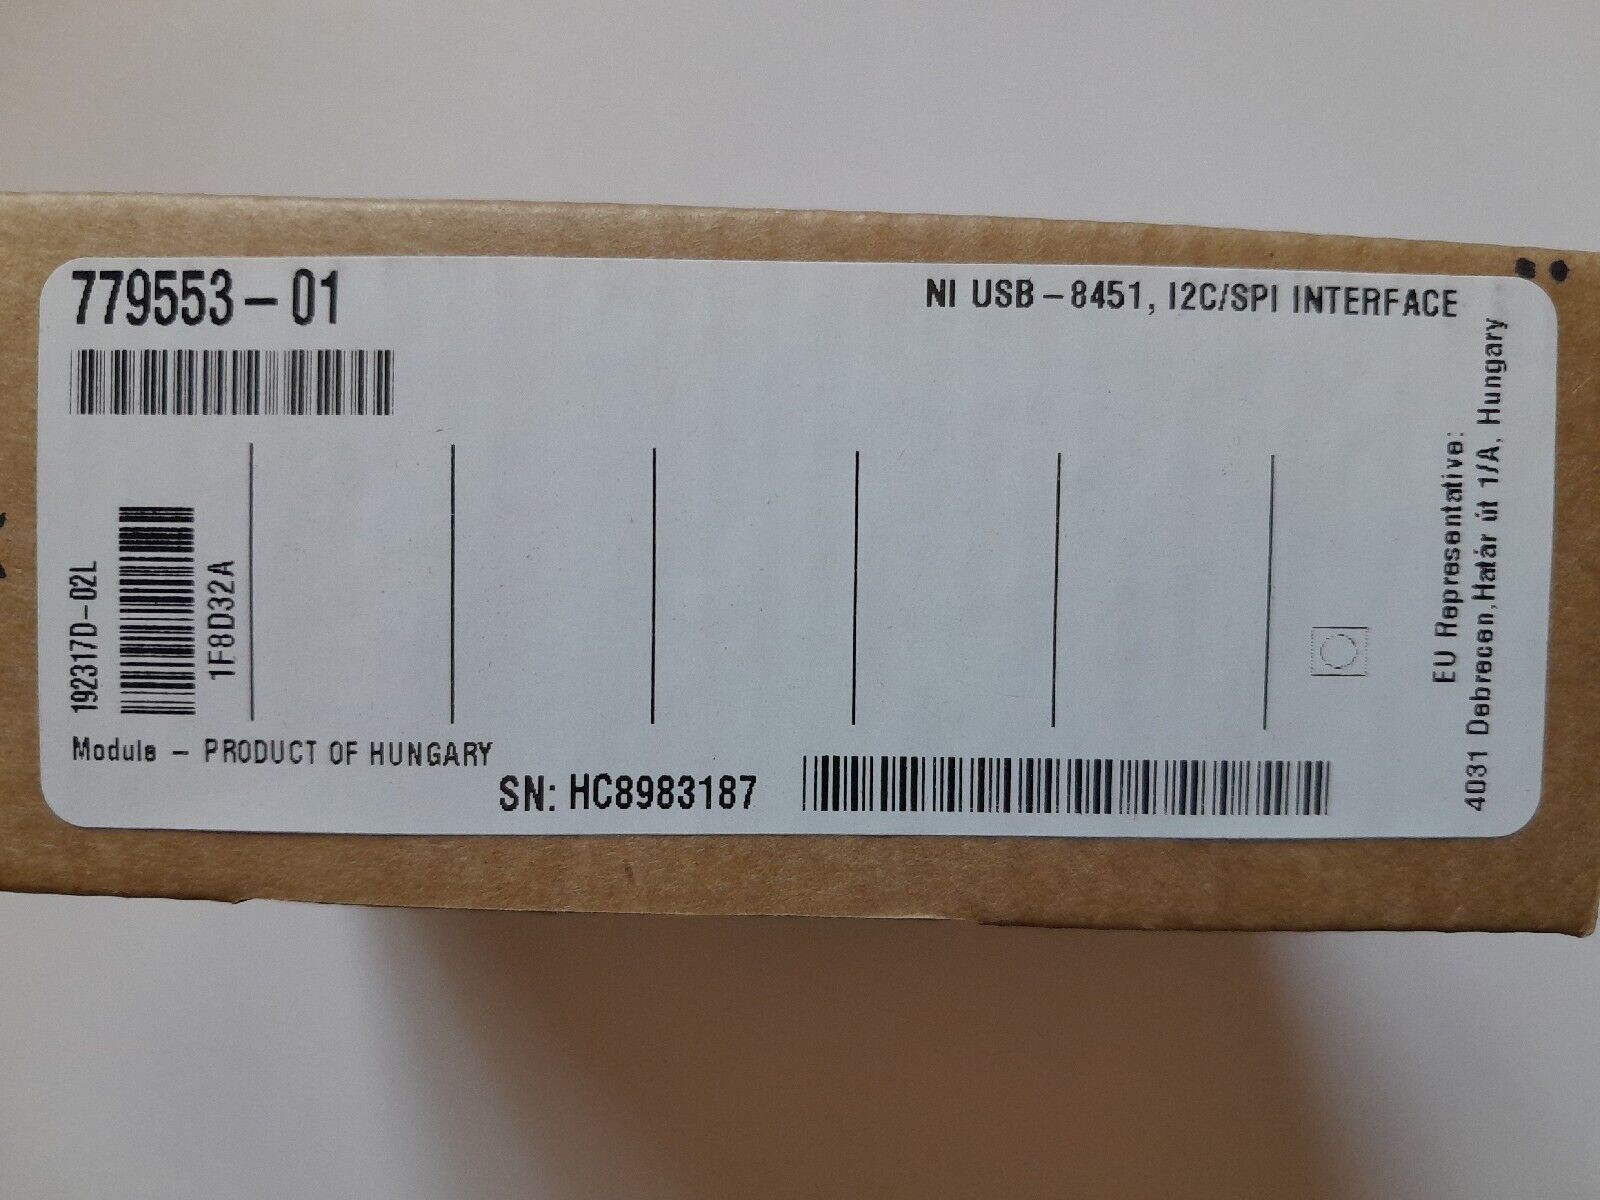 779553-01
NI USB-8451, I2C/SPI INTERFACE
192317D-02L
1F8D32A
Module - PRODUCT OF HUNGARY
SN: HC8983187
EU Representative:
4031 Debrecen,Határ út 1/A, Hungary